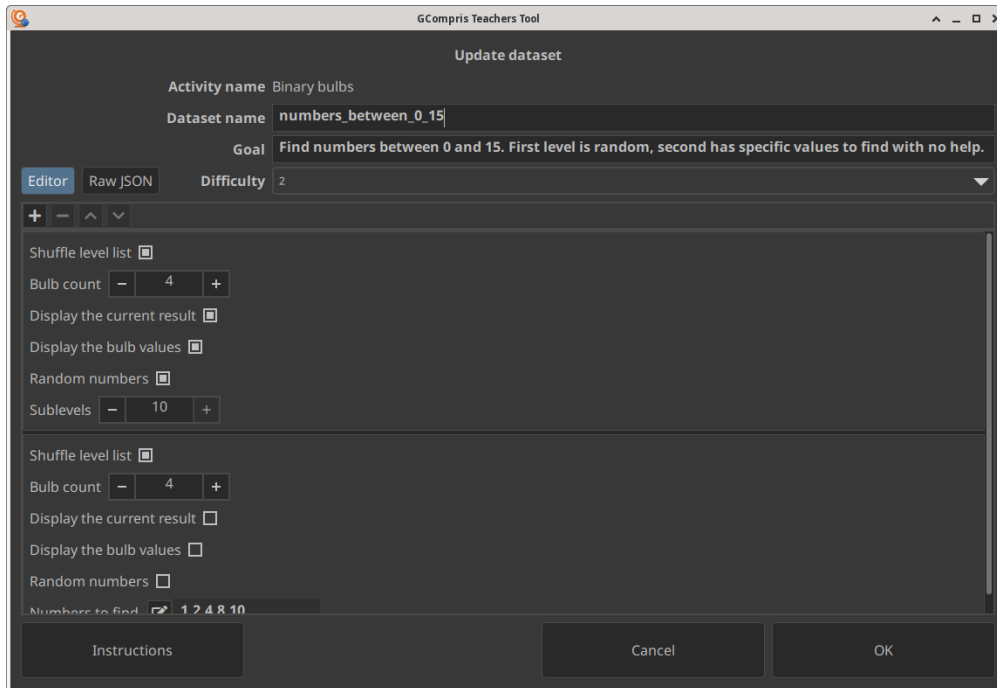 GCompris Teachers Tool
Update dataset
Activity name Binary bulbs
Dataset name numbers_between_0_15
Goal Find numbers between 0 and 15. First level is random, second has specific values to find with no help.
Editor Raw JSON Difficulty 2
Shuffle level list
Bulb count − 4 +
Display the current result
Display the bulb values
Random numbers
Sublevels − 10 +
Shuffle level list
Bulb count − 4 +
Display the current result
Display the bulb values
Random numbers
Numbers to find 1,2,4,8,10
Instructions Cancel OK